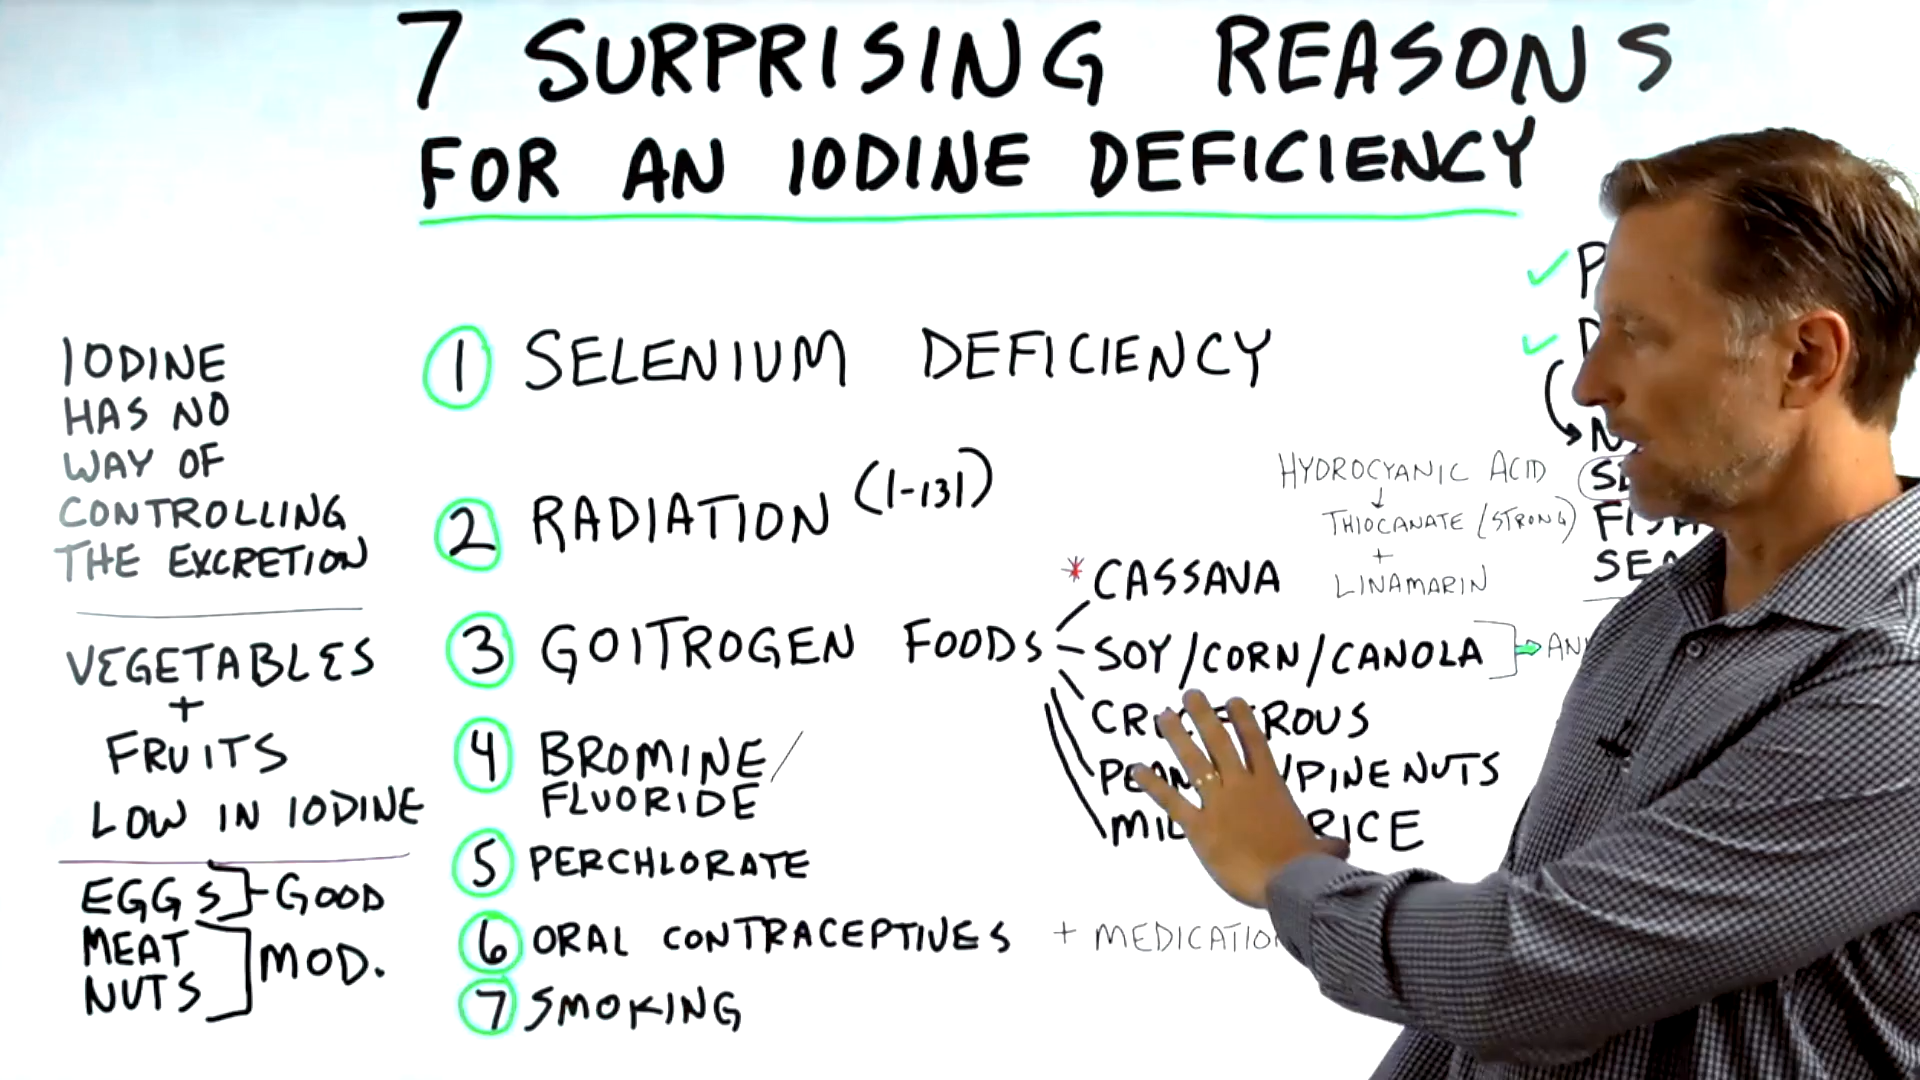 7 SURPRISING REASONS
FOR AN IODINE DEFICIENCY
IODINE
HAS NO
WAY OF
CONTROLLING
THE EXCRETION
VEGETABLES
+
FRUITS
LOW IN IODINE
EGGS - GOOD
MEAT
NUTS
MOD.
1 SELENIUM DEFICIENCY
2 RADIATION (I-131)
3 GOITROGEN FOODS
* CASSAVA
SOY/CORN/CANOLA
PINE NUTS
RICE
HYDROCYANIC ACID
THIOCANATE (STRONG)
+
LINAMARIN
4 BROMINE/
FLUORIDE
5 PERCHLORATE
6 ORAL CONTRACEPTIVES +
7 SMOKING